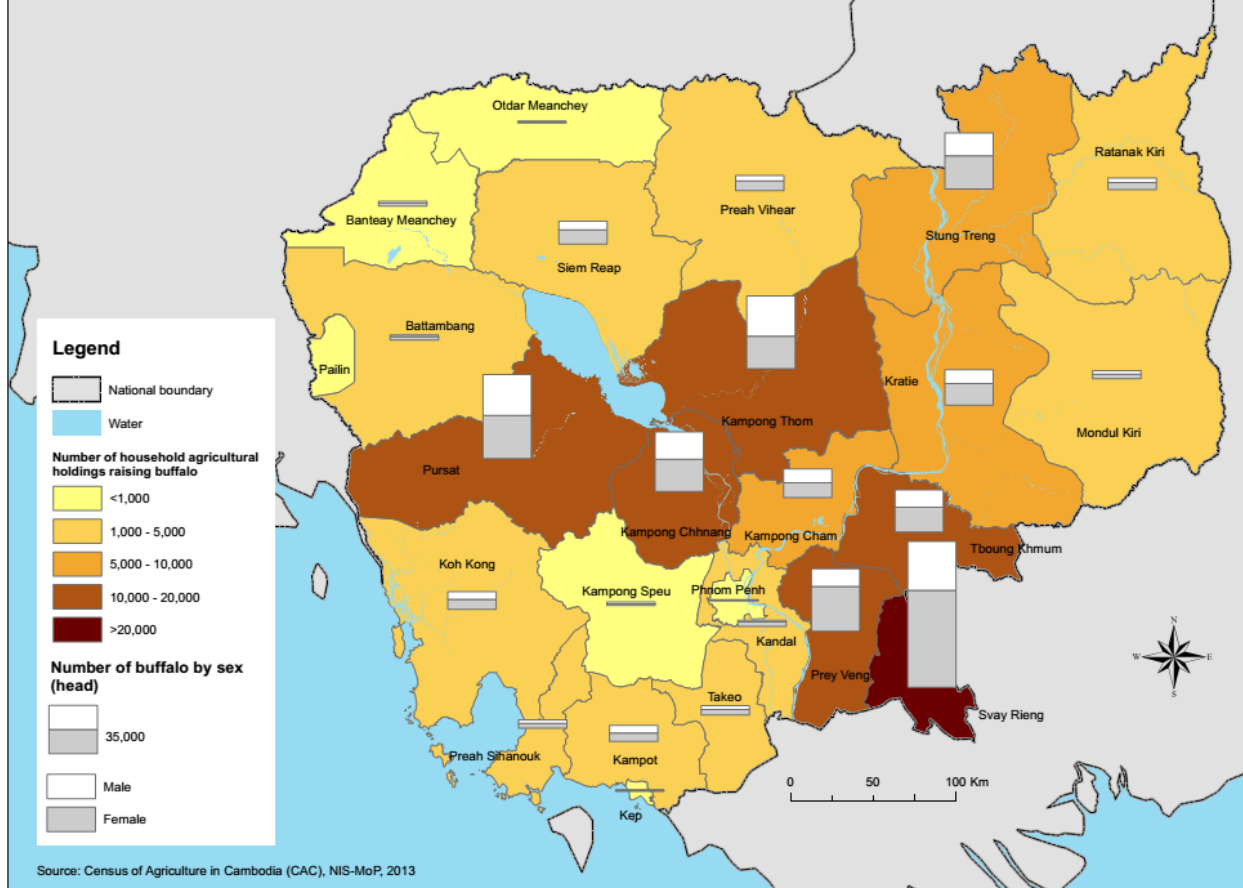 Otdar Meanchey
Ratanak Kiri
Banteay Meanchey
Preah Vihear
Stung Treng
Siem Reap
Battambang
Pailin
Kratie
Kampong Thom
Mondul Kiri
Pursat
Kampong Chhnang
Kampong Cham
Tboung Khmum
Koh Kong
Kampong Speu
Phnom Penh
Kandal
Prey Veng
Takeo
Svay Rieng
Preah Sihanouk
Kampot
Kep
Legend
National boundary
Water
Number of household agricultural
holdings raising buffalo
<1,000
1,000 - 5,000
5,000 - 10,000
10,000 - 20,000
>20,000
Number of buffalo by sex
(head)
35,000
Male
Female
N
W E
S
0 50 100 Km
Source: Census of Agriculture in Cambodia (CAC), NIS-MoP, 2013